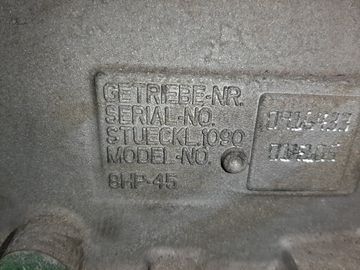 GETRIEBE-NR.
SERIAL-NO.
STUECKL.1090
MODEL-NO.
8HP-45